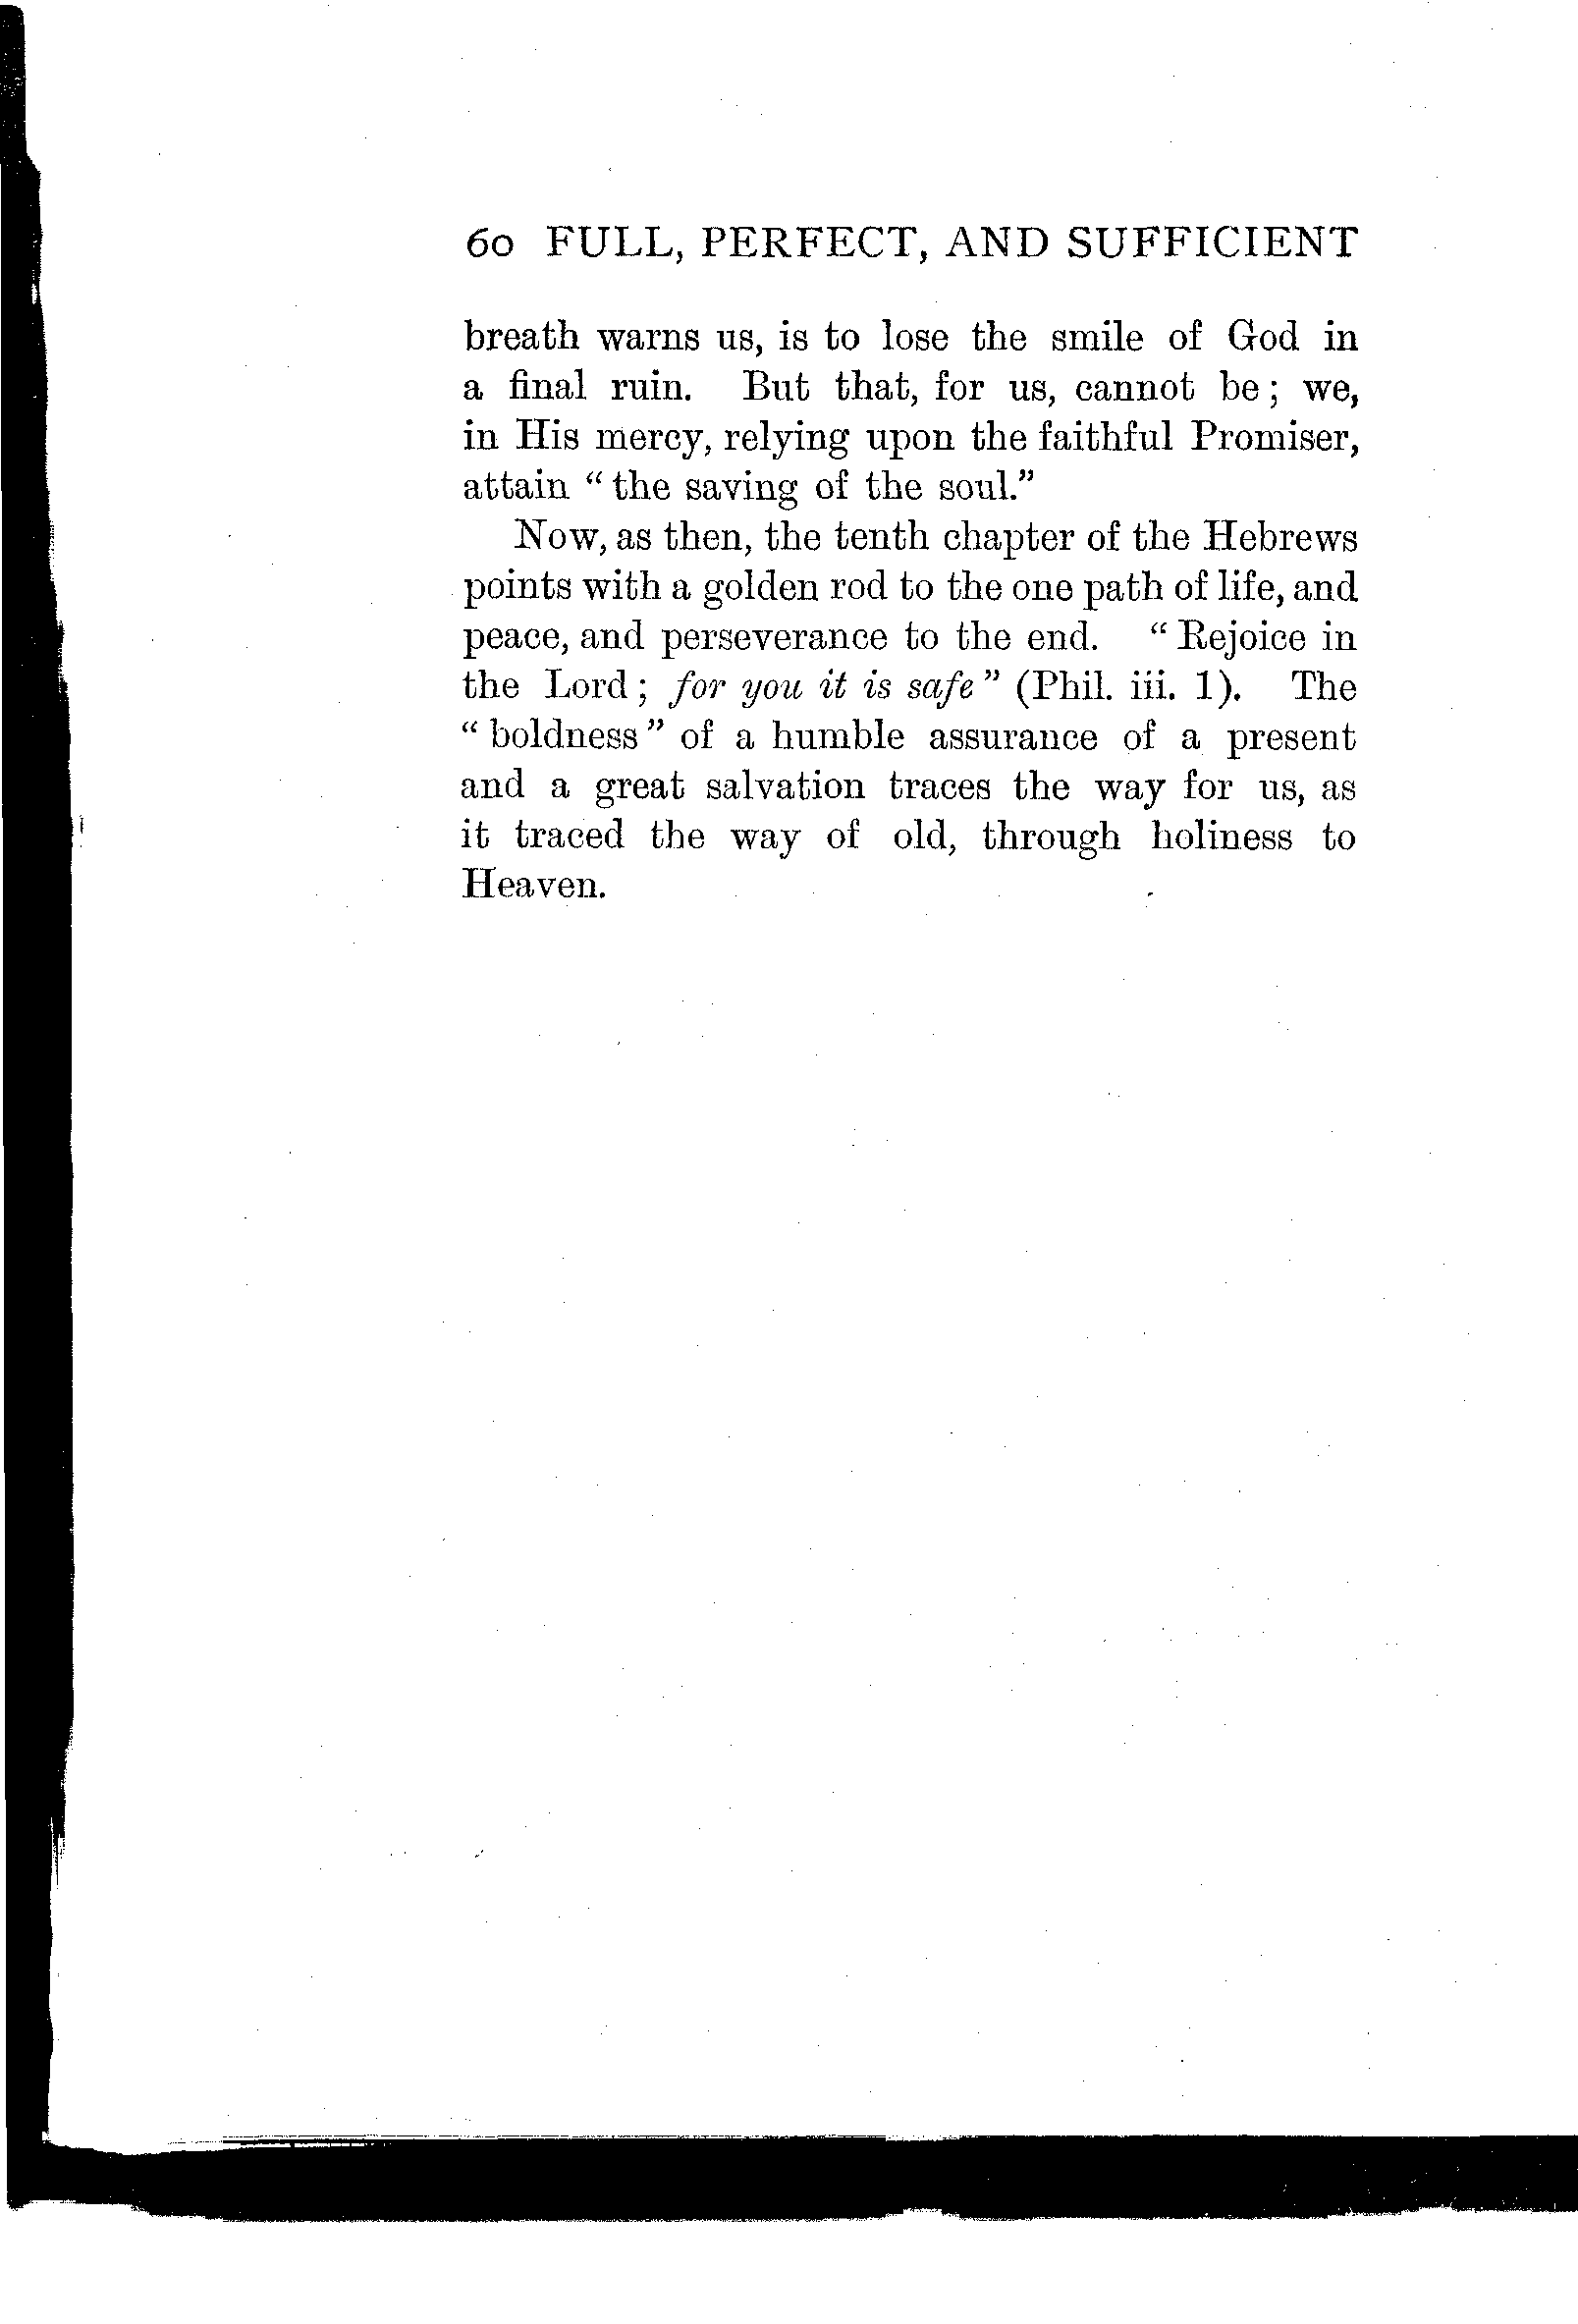 60 FULL, PERFECT, AND SUFFICIENT
breath warns us, is to lose the smile of God in
a final ruin. But that, for us, cannot be; we,
in His mercy, relying upon the faithful Promiser,
attain “the saving of the soul.”
Now, as then, the tenth chapter of the Hebrews
points with a golden rod to the one path of life, and
peace, and perseverance to the end. “Rejoice in
the Lord; for you it is safe” (Phil. iii. 1). The
“boldness” of a humble assurance of a present
and a great salvation traces the way for us, as
it traced the way of old, through holiness to
Heaven.